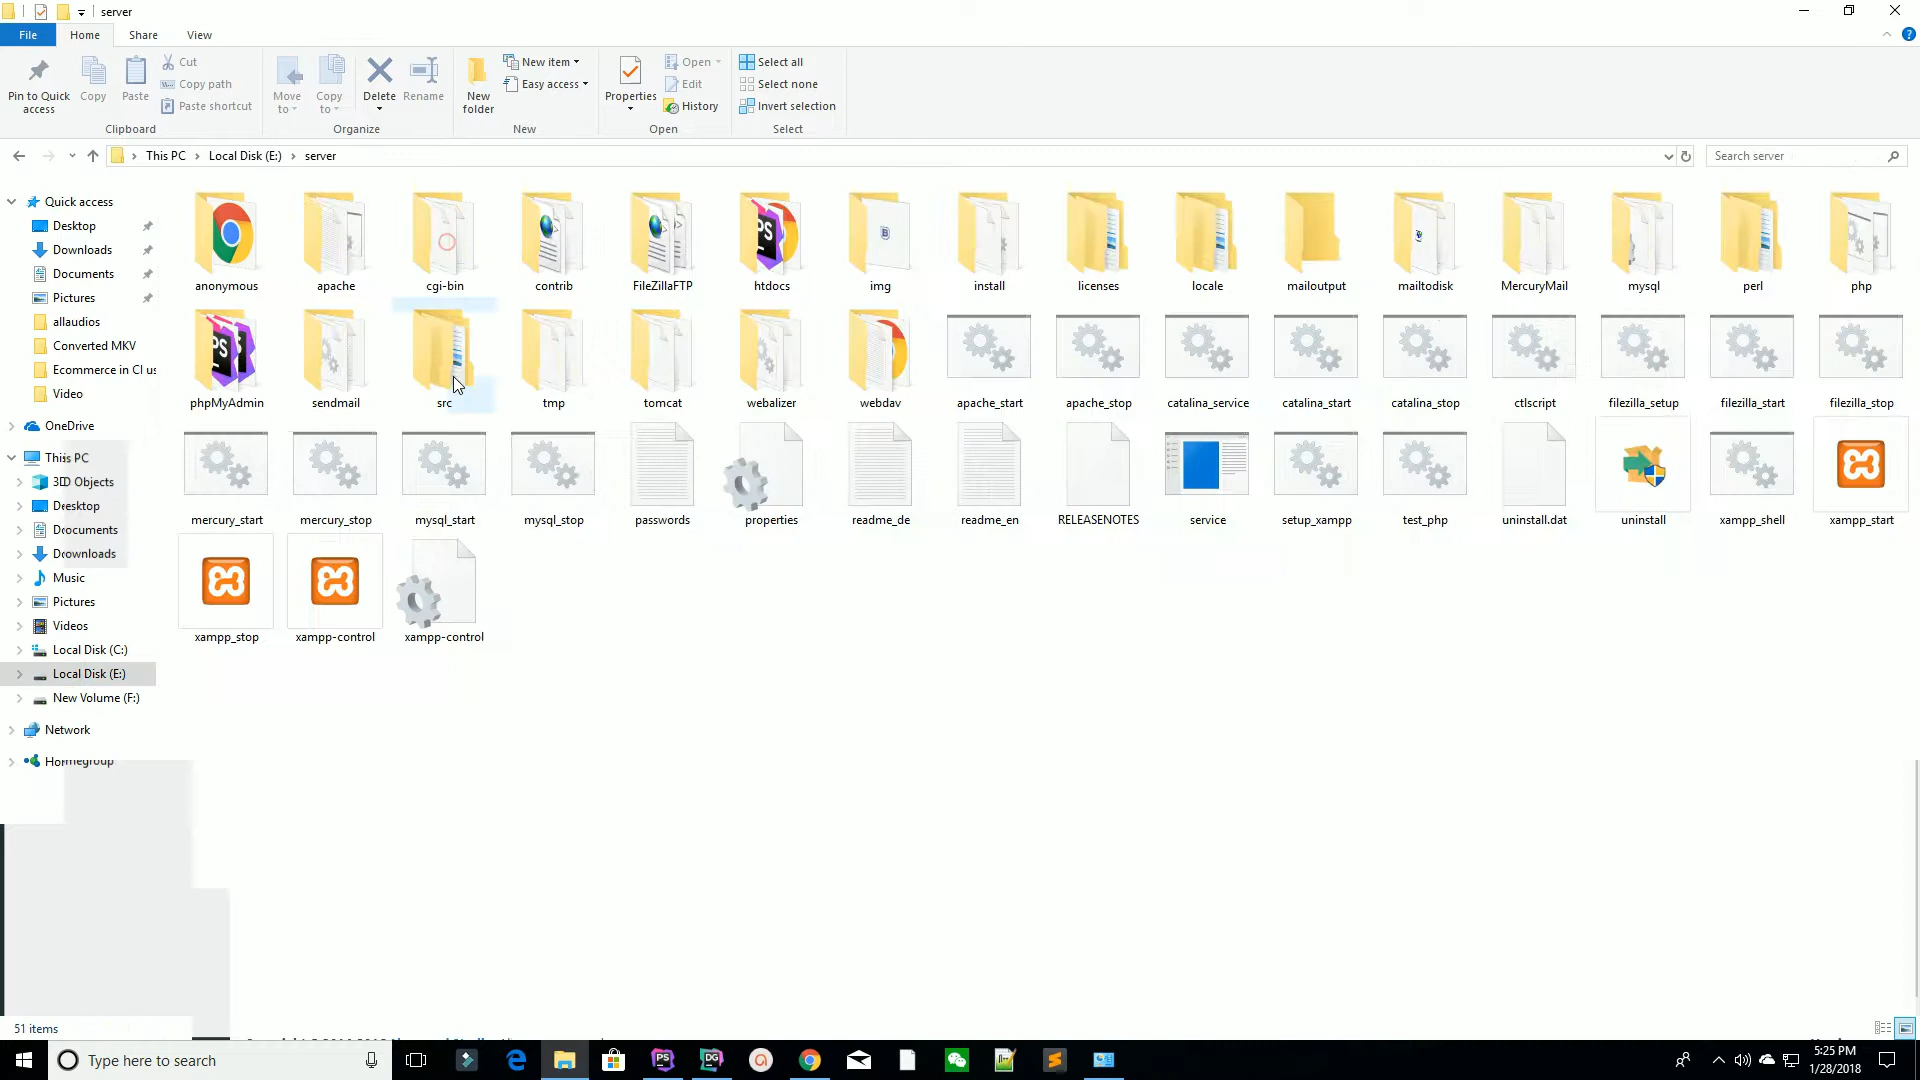 server
File Home Share View
Pin to Quick access
Copy
Paste
Cut
Copy path
Paste shortcut
Clipboard
Move to
Copy to
Delete
Rename
Organize
New folder
New item
Easy access
New
Properties
Open
Edit
History
Open
Select all
Select none
Invert selection
Select
This PC Local Disk (E:) server
Search server
Quick access
Desktop
Downloads
Documents
Pictures
allaudios
Converted MKV
Ecommerce in CI us
Video
OneDrive
This PC
3D Objects
Desktop
Documents
Downloads
Music
Pictures
Videos
Local Disk (C:)
Local Disk (E:)
New Volume (F:)
Network
Homegroup
anonymous apache cgi-bin contrib FileZillaFTP htdocs img install licenses locale mailoutput mailtodisk MercuryMail mysql perl php
phpMyAdmin sendmail src tmp tomcat webalizer webdav apache_start apache_stop catalina_service catalina_start catalina_stop ctlscript filezilla_setup filezilla_start filezilla_stop
mercury_start mercury_stop mysql_start mysql_stop passwords properties readme_de readme_en RELEASENOTES service setup_xampp test_php uninstall.dat uninstall xampp_shell xampp_start
xampp_stop xampp-control xampp-control
51 items
Type here to search
5:25 PM
1/28/2018